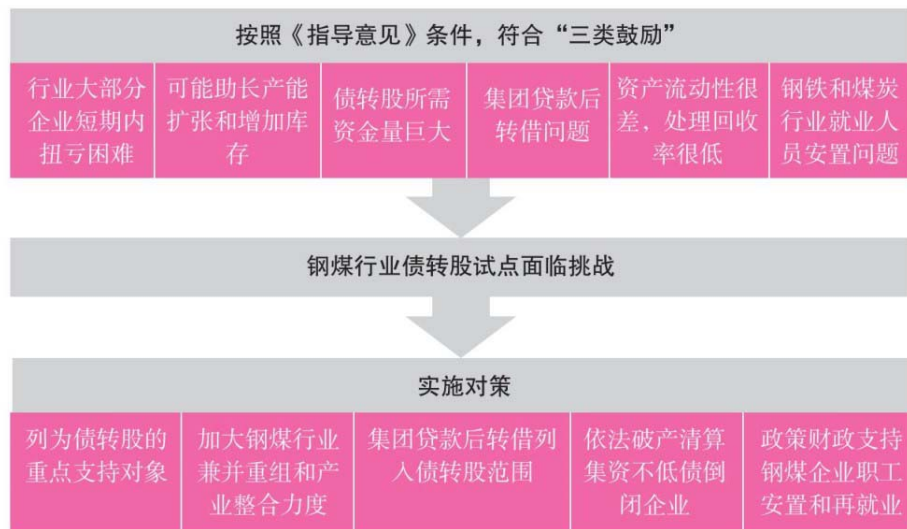 按照《指导意见》条件，符合“三类鼓励”
行业大部分
企业短期内
扭亏困难
可能助长产能
扩张和增加库
存
债转股所需
资金量巨大
集团贷款后
转借问题
资产流动性很
差，处理回收
率很低
钢铁和煤炭
行业就业人
员安置问题
钢煤行业债转股试点面临挑战
实施对策
列为债转股的
重点支持对象
加大钢煤行业
兼并重组和产
业整合力度
集团贷款后转借列
入债转股范围
依法破产清算
集资不低债倒
闭企业
政策财政支持
钢煤企业职工
安置和再就业